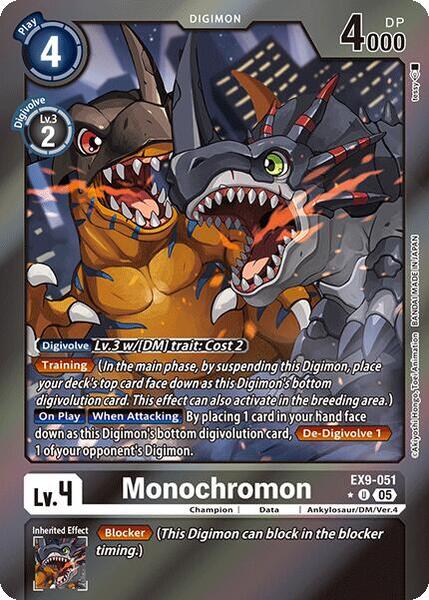 DIGIMON
Play
4
DP
4000
Digivolve
Lv.3
2
tessy
©Akiyoshi Hongo, Toei Animation BANDAI MADE IN JAPAN
Digivolve Lv.3 w/[DM] trait: Cost 2
Training (In the main phase, by suspending this Digimon, place
your deck's top card face down as this Digimon's bottom
digivolution card. This effect can also activate in the breeding area.)
On Play When Attacking By placing 1 card in your hand face
down as this Digimon's bottom digivolution card, De-Digivolve 1
1 of your opponent's Digimon.
Lv.4
Monochromon
EX9-051
U 05
Champion Data Ankylosaur/DM/Ver.4
Inherited Effect
Blocker (This Digimon can block in the blocker
timing.)